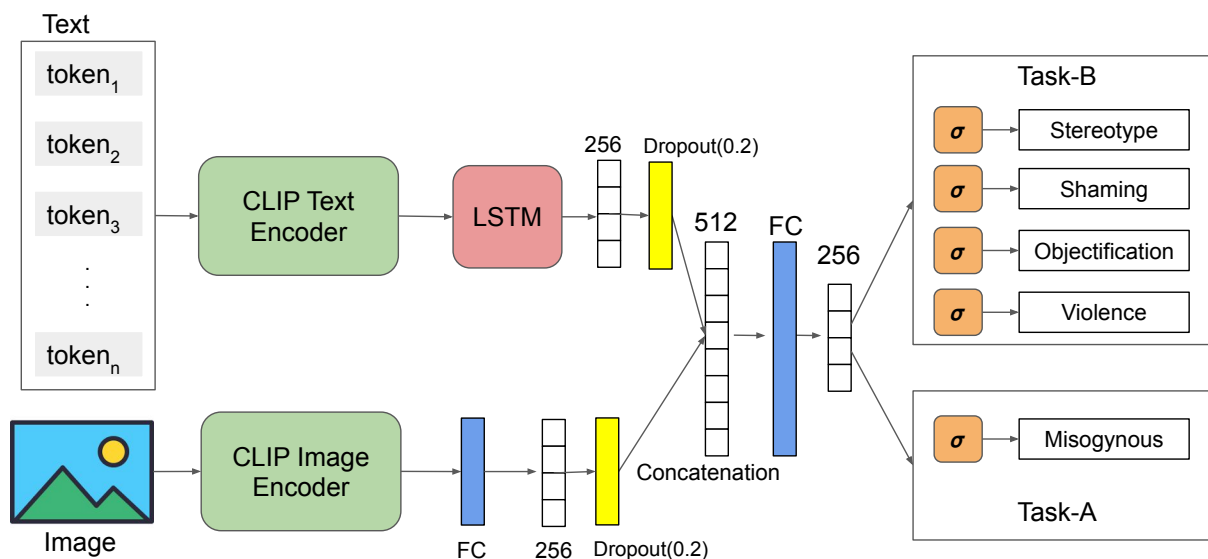 Text
token1
token2
token3
.
.
.
tokenn
CLIP Text
Encoder
LSTM
256
Dropout(0.2)
512
FC
256
Task-B
σ
Stereotype
σ
Shaming
σ
Objectification
σ
Violence
Image
CLIP Image
Encoder
FC
256
Dropout(0.2)
Concatenation
σ
Misogynous
Task-A